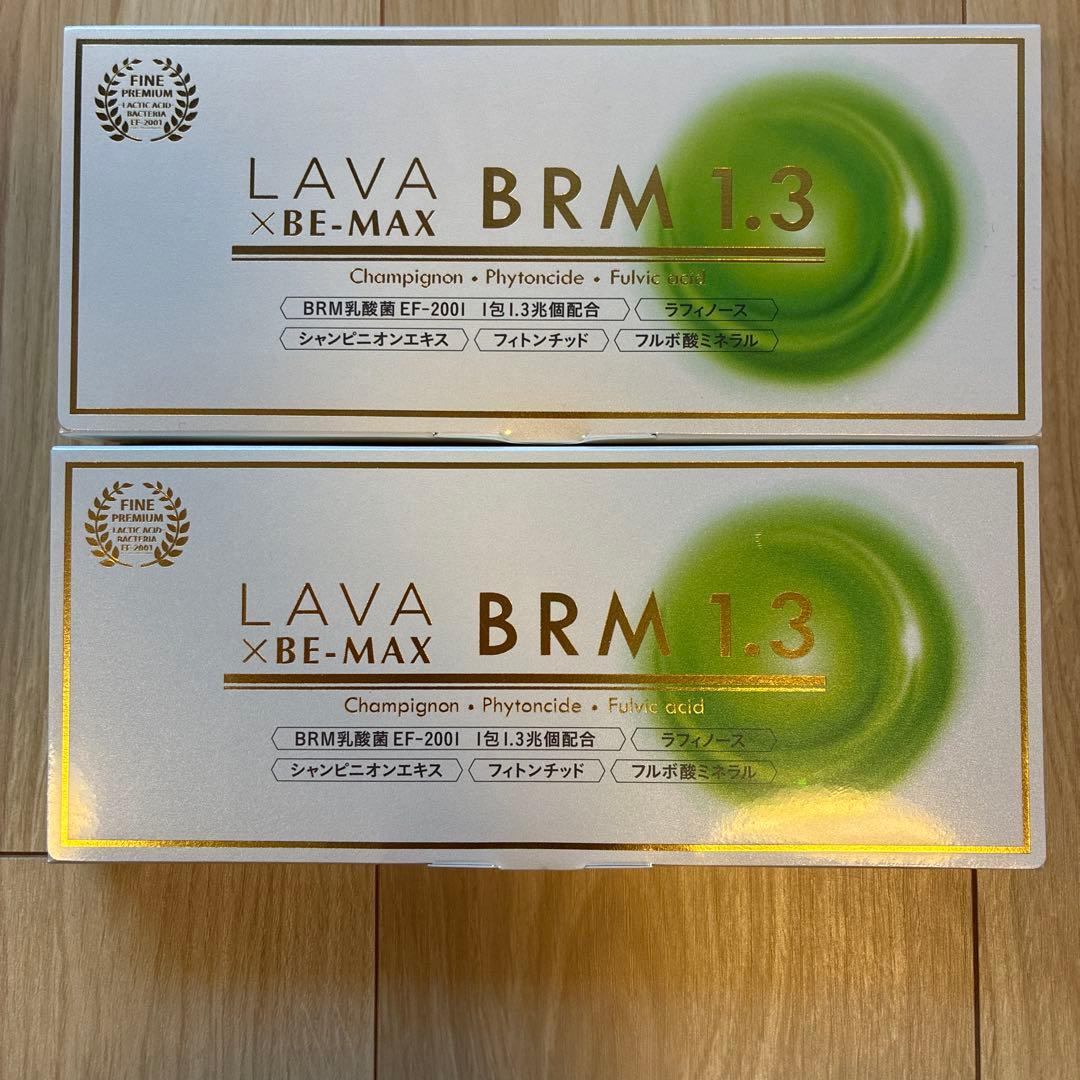 FINE
PREMIUM
LACTIC ACID
BACTERIA
EF-2001
LAVA
×BE-MAX
BRM 1.3
Champignon • Phytoncide • Fulvic acid
BRM乳酸菌 EF-2001 1包1.3兆個配合
ラフィノース
シャンピニオンエキス
フィトンチッド
フルボ酸ミネラル
FINE
PREMIUM
LACTIC ACID
BACTERIA
EF-2001
LAVA
×BE-MAX
BRM 1.3
Champignon • Phytoncide • Fulvic acid
BRM乳酸菌 EF-2001 1包1.3兆個配合
ラフィノース
シャンピニオンエキス
フィトンチッド
フルボ酸ミネラル